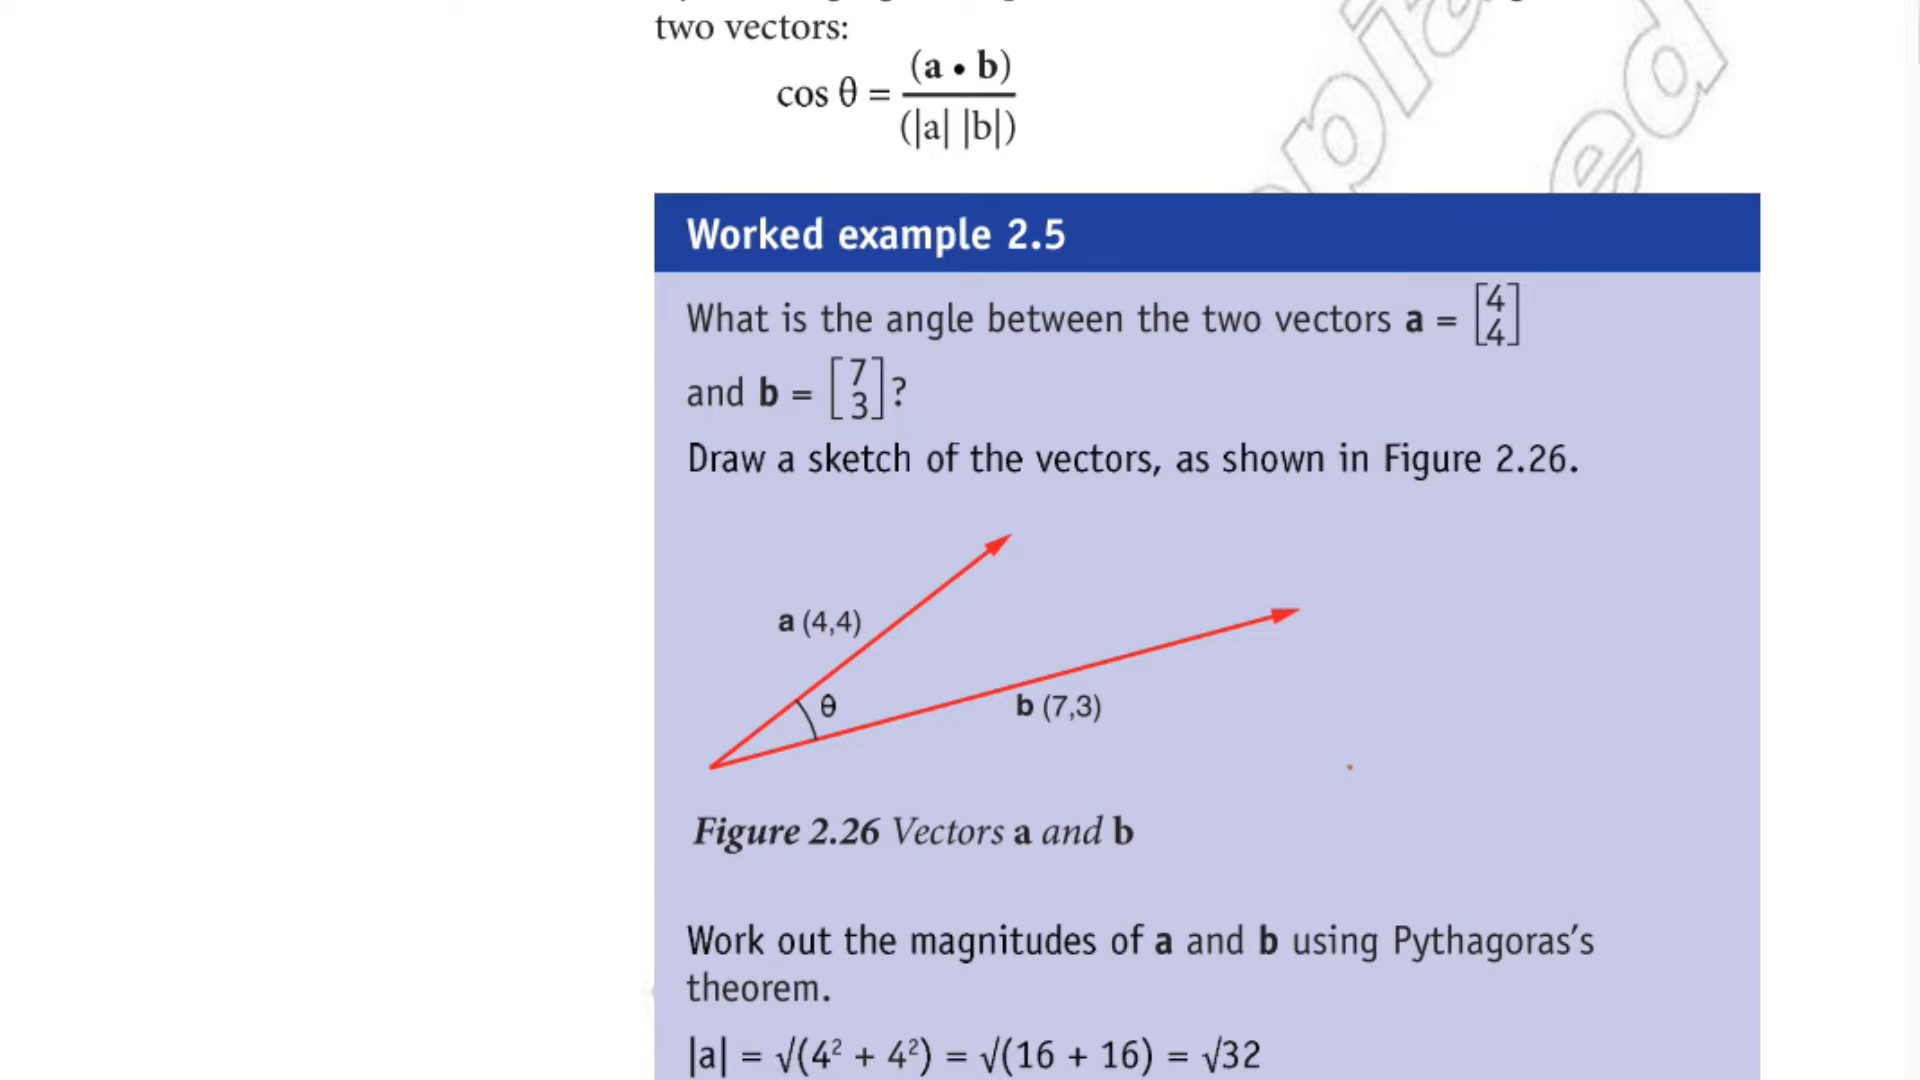 two vectors:
cos θ = (a • b) / (|a| |b|)
Worked example 2.5
What is the angle between the two vectors a = [4 4]
and b = [7 3]?
Draw a sketch of the vectors, as shown in Figure 2.26.
a (4,4)
θ
b (7,3)
Figure 2.26 Vectors a and b
Work out the magnitudes of a and b using Pythagoras’s
theorem.
|a| = √(4² + 4²) = √(16 + 16) = √32